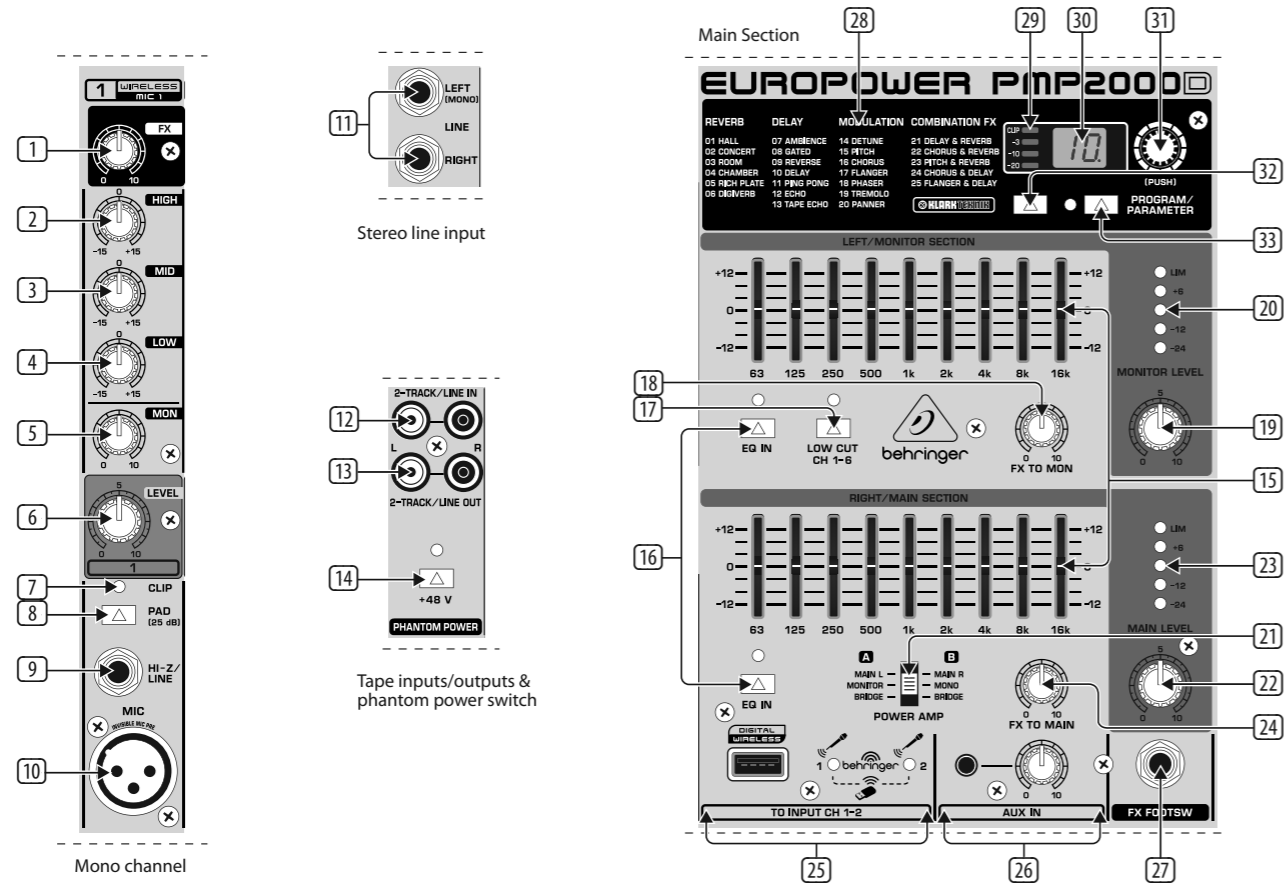 1 WIRELESS
MIC 1
FX
1
0 10
0
HIGH
2
-15 +15
0
MID
3
-15 +15
0
LOW
4
-15 +15
MON
5
0 10
5
LEVEL
6
0 10
1
7
CLIP
8
PAD
(25 dB)
9
HI-Z/
LINE
MIC
INVISIBLE MIC PRE
10
Mono channel
LEFT
(MONO)
11
LINE
RIGHT
Stereo line input
2-TRACK/LINE IN
12
L R
13
2-TRACK/LINE OUT
14
+48 V
PHANTOM POWER
Tape inputs/outputs &
phantom power switch
Main Section
28 29 30 31
EUROPOWER PMP2000D
REVERB DELAY MODULATION COMBINATION FX
01 HALL 07 AMBIENCE 14 DETUNE 21 DELAY & REVERB
02 CONCERT 08 GATED 15 PITCH 22 CHORUS & REVERB
03 ROOM 09 REVERSE 16 CHORUS 23 PITCH & REVERB
04 CHAMBER 10 DELAY 17 FLANGER 24 CHORUS & DELAY
05 RICH PLATE 11 PING PONG 18 PHASER 25 FLANGER & DELAY
06 DIGIVERB 12 ECHO 19 TREMOLO
13 TAPE ECHO 20 PANNER
KLARK TEKNIK
CLIP
-3
-10
-20
10.
(PUSH)
PROGRAM/
PARAMETER
32
33
LEFT/MONITOR SECTION
+12 +12
0 0
-12 -12
63 125 250 500 1k 2k 4k 8k 16k
LIM
+6
20
-12
-24
MONITOR LEVEL
5
19
0 10
18
17
EQ IN
LOW CUT
CH 1-6
behringer
0 10
FX TO MON
15
16
RIGHT/MAIN SECTION
+12 +12
0 0
-12 -12
63 125 250 500 1k 2k 4k 8k 16k
LIM
+6
23
-12
-24
MAIN LEVEL
5
22
0 10
21
EQ IN
A B
MAIN L MAIN R
MONITOR MONO
BRIDGE BRIDGE
POWER AMP
0 10
FX TO MAIN
24
DIGITAL
WIRELESS
1 behringer 2
0 10
TO INPUT CH 1-2
AUX IN
FX FOOTSW
25 26 27